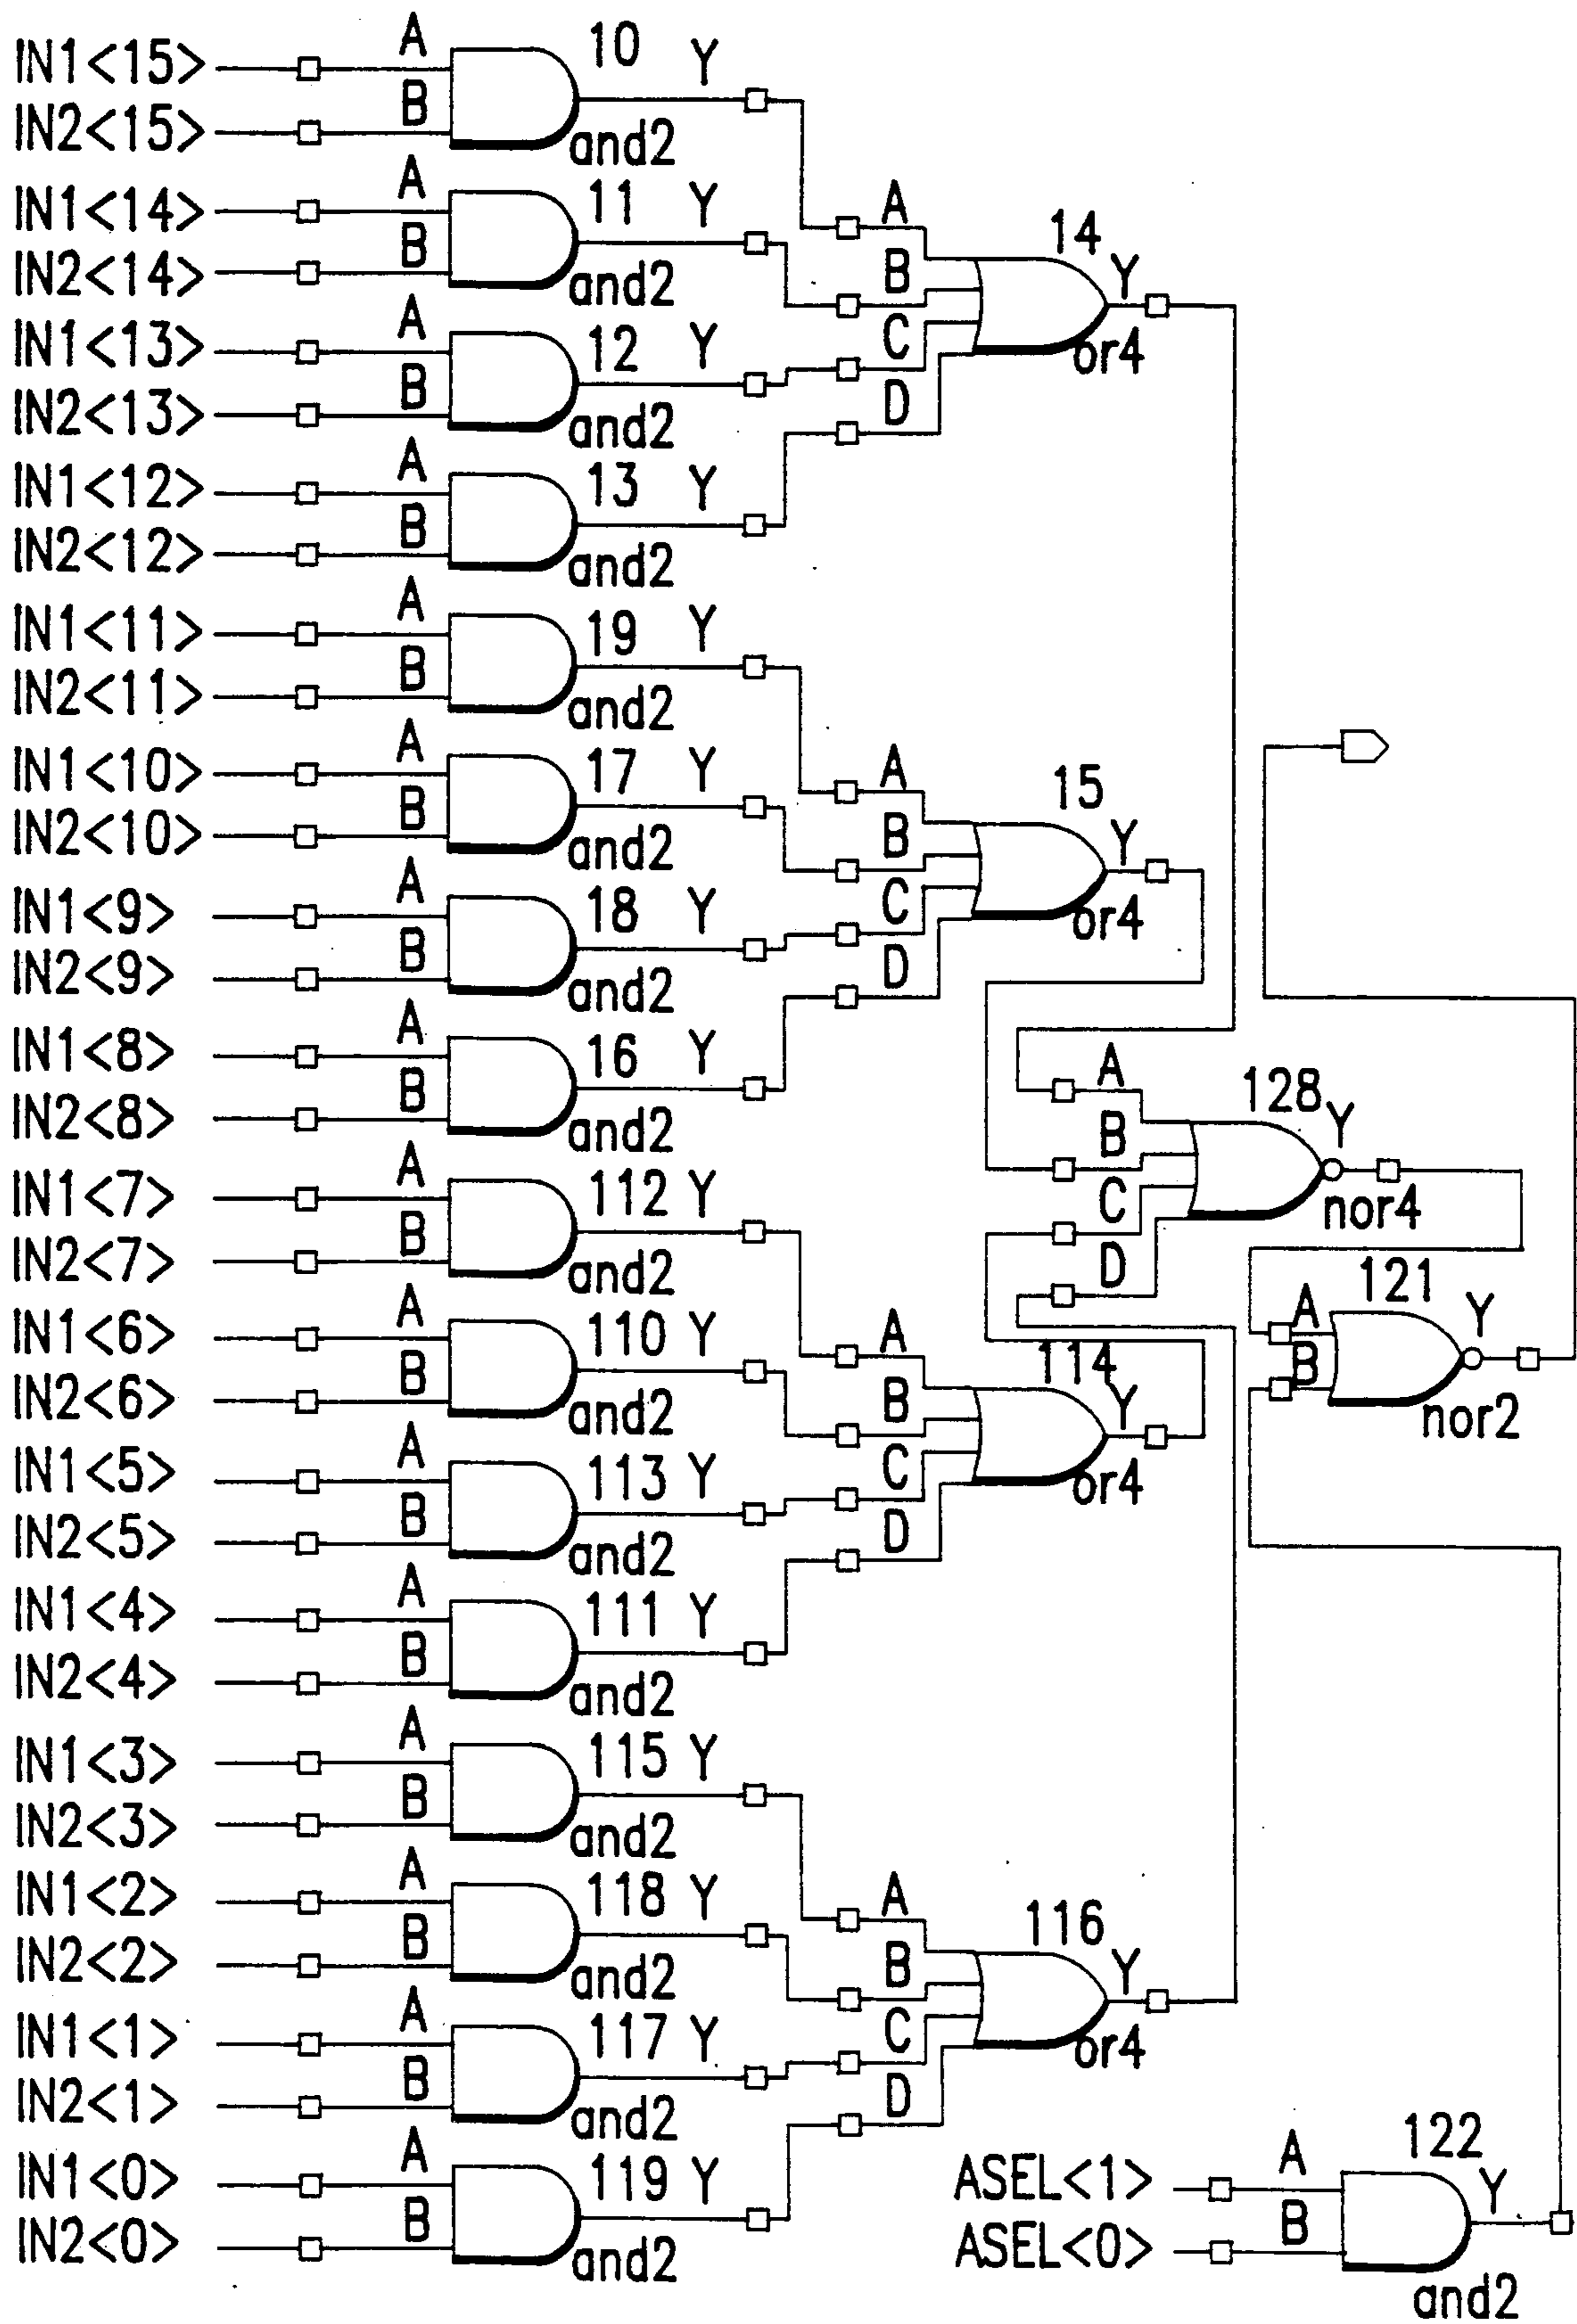 IN1<15>
A
10
Y
IN2<15>
B
and2
IN1<14>
A
11
Y
IN2<14>
B
and2
IN1<13>
A
12
Y
IN2<13>
B
and2
IN1<12>
A
13
Y
IN2<12>
B
and2
A
B
C
D
14
Y
or4
IN1<11>
A
19
Y
IN2<11>
B
and2
IN1<10>
A
17
Y
IN2<10>
B
and2
IN1<9>
A
18
Y
IN2<9>
B
and2
IN1<8>
A
16
Y
IN2<8>
B
and2
A
B
C
D
15
Y
or4
IN1<7>
A
112
Y
IN2<7>
B
and2
IN1<6>
A
110
Y
IN2<6>
B
and2
IN1<5>
A
113
Y
IN2<5>
B
and2
IN1<4>
A
111
Y
IN2<4>
B
and2
A
B
C
D
114
Y
or4
IN1<3>
A
115
Y
IN2<3>
B
and2
IN1<2>
A
118
Y
IN2<2>
B
and2
IN1<1>
A
117
Y
IN2<1>
B
and2
IN1<0>
A
119
Y
IN2<0>
B
and2
A
B
C
D
116
Y
or4
A
B
C
D
128
Y
nor4
A
B
121
Y
nor2
ASEL<1>
A
122
Y
ASEL<0>
B
and2